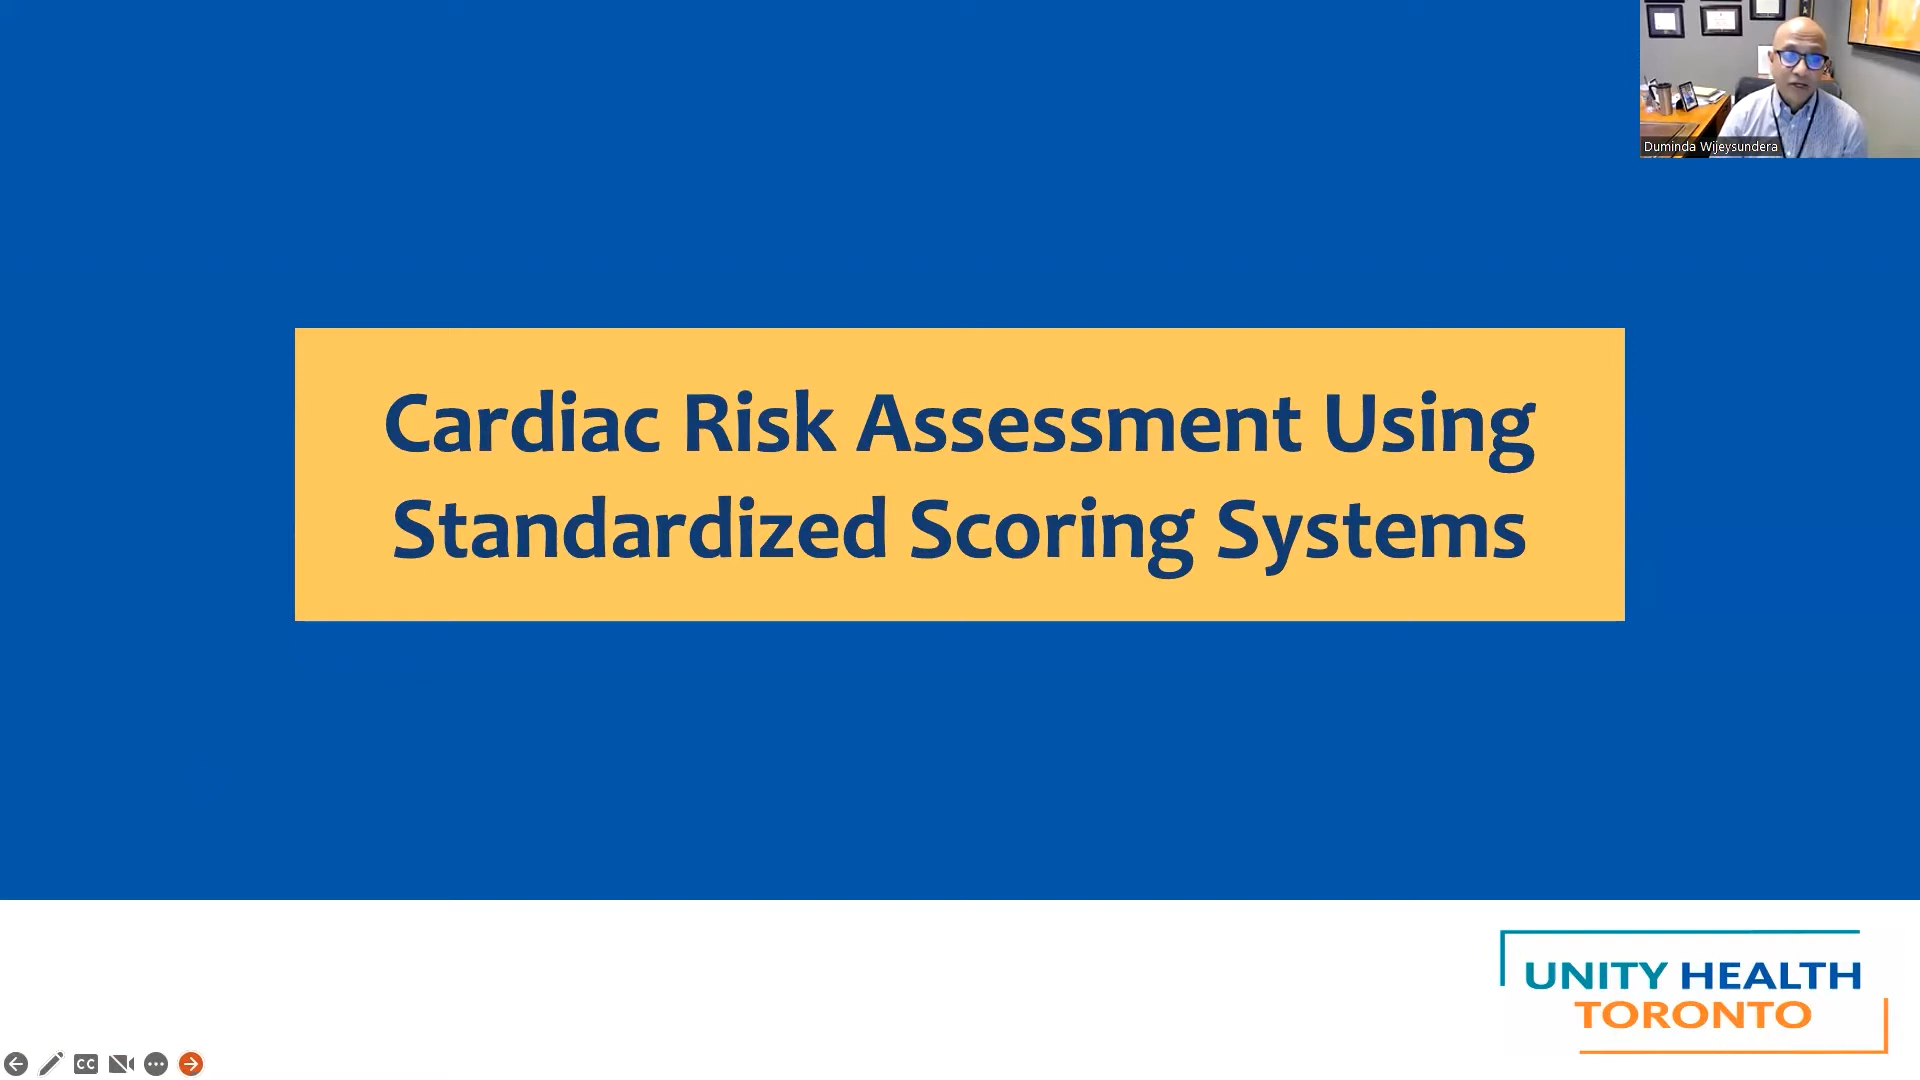 Duminda Wijeysundera
Cardiac Risk Assessment Using
Standardized Scoring Systems
UNITY HEALTH
TORONTO
CC